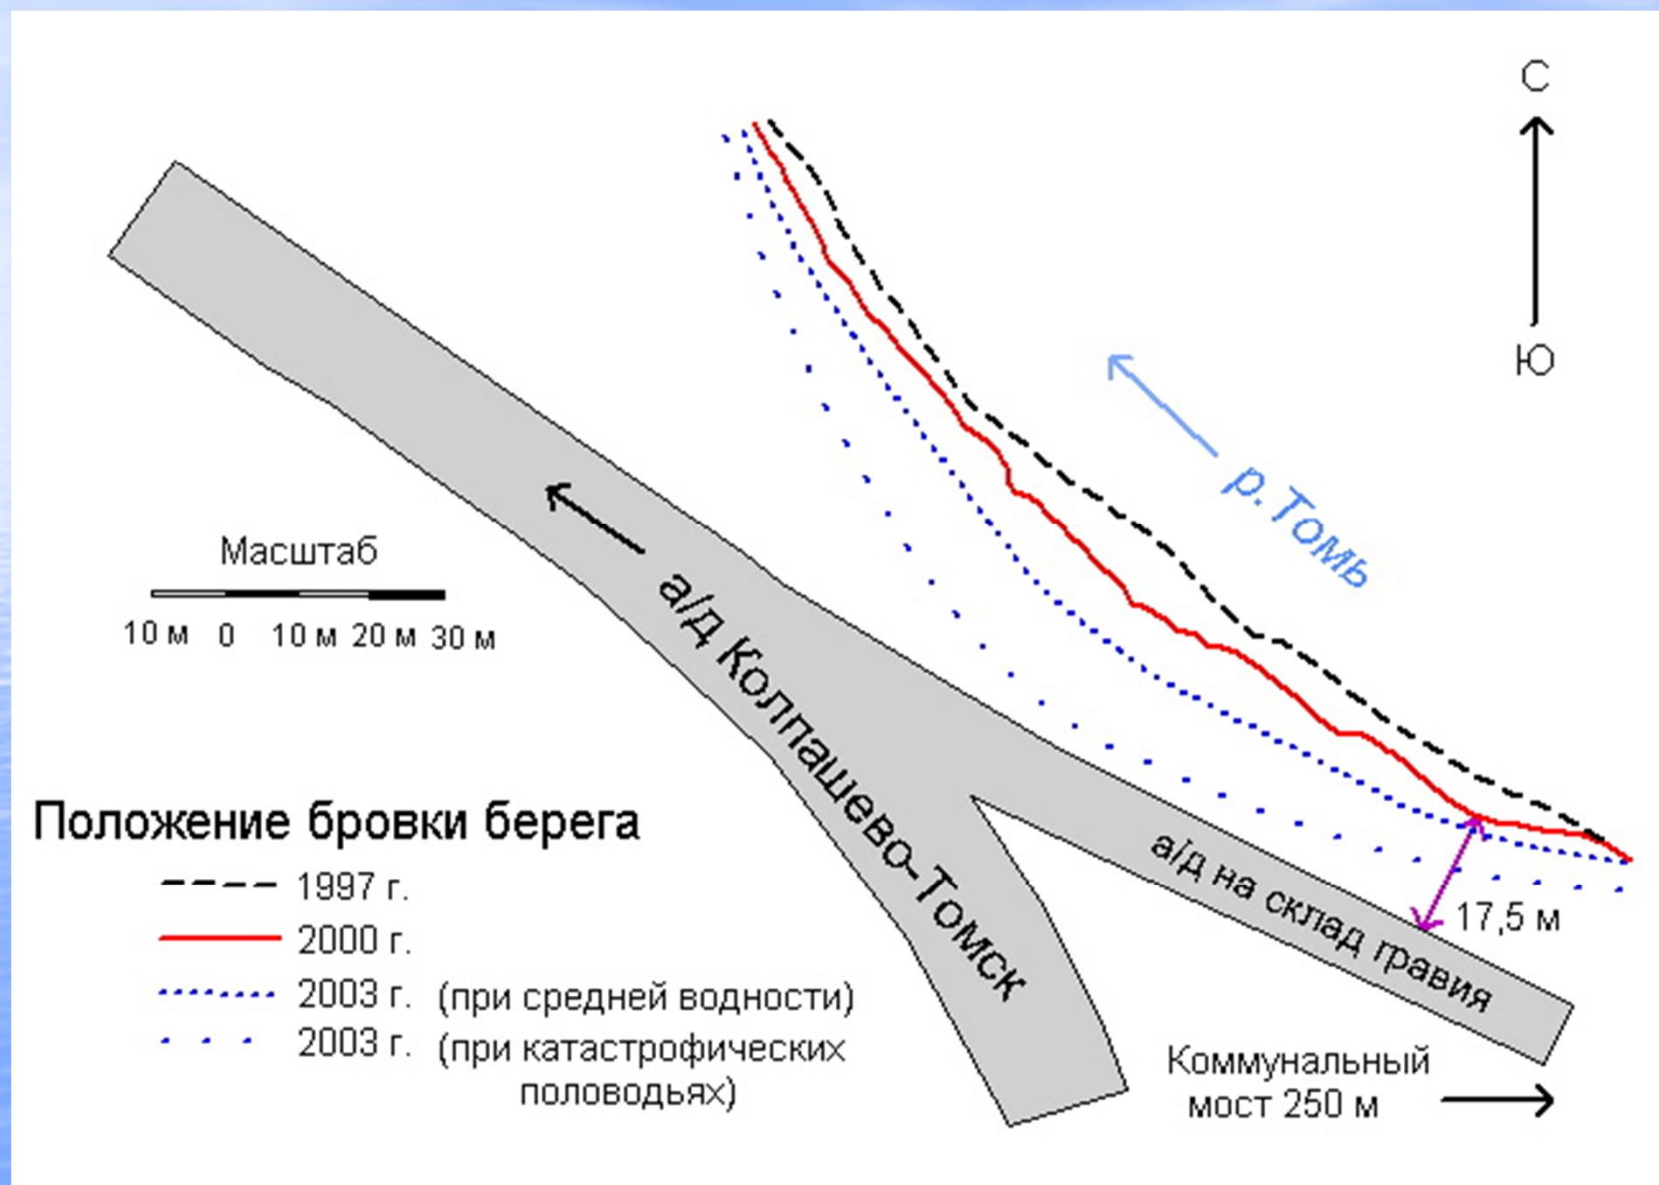 С
Ю
р. Томь
Масштаб
10 м 0 10 м 20 м 30 м
а/д Колпашево-Томск
а/д на склад гравия
17,5 м
Положение бровки берега
1997 г.
2000 г.
2003 г. (при средней водности)
2003 г. (при катастрофических
половодьях)
Коммунальный
мост 250 м